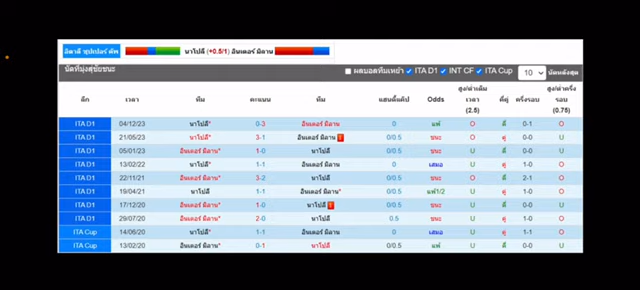 อิตาลี ซุปเปอร์ คัพ นาโปลี (+0.5/1) อินเตอร์ มิลาน
นัดที่มุ่งสู่ชัยชนะ ผลบอลทีมเหย้า ITA D1 INT CF ITA Cup 10 นัดหลังสุด
ลีก เวลา ทีม คะแนน ทีม แฮนดิแค็ป Odds สูง/ต่ำเต็มเวลา (2.5) คี่คู่ ครึ่งรอบ สูง/ต่ำครึ่งรอบ (0.75)
ITA D1 04/12/23 นาโปลี* 0-3 อินเตอร์ มิลาน 0 แพ้ O คี่ 0-1 O
ITA D1 21/05/23 นาโปลี* 3-1 อินเตอร์ มิลาน 0/0.5 ชนะ O คู่ 0-0 U
ITA D1 05/01/23 อินเตอร์ มิลาน* 1-0 นาโปลี 0/0.5 ชนะ U คี่ 0-0 U
ITA D1 13/02/22 นาโปลี* 1-1 อินเตอร์ มิลาน 0 เสมอ U คู่ 1-0 O
ITA D1 22/11/21 อินเตอร์ มิลาน* 3-2 นาโปลี 0/0.5 ชนะ O คี่ 2-1 O
ITA D1 19/04/21 นาโปลี 1-1 อินเตอร์ มิลาน* 0/0.5 แพ้1/2 U คู่ 1-0 O
ITA D1 17/12/20 อินเตอร์ มิลาน* 1-0 นาโปลี 0/0.5 ชนะ U คี่ 0-0 U
ITA D1 29/07/20 อินเตอร์ มิลาน* 2-0 นาโปลี 0.5 ชนะ U คู่ 1-0 O
ITA Cup 14/06/20 นาโปลี* 1-1 อินเตอร์ มิลาน 0 เสมอ U คู่ 1-1 O
ITA Cup 13/02/20 อินเตอร์ มิลาน* 0-1 นาโปลี 0/0.5 แพ้ U คี่ 0-0 U